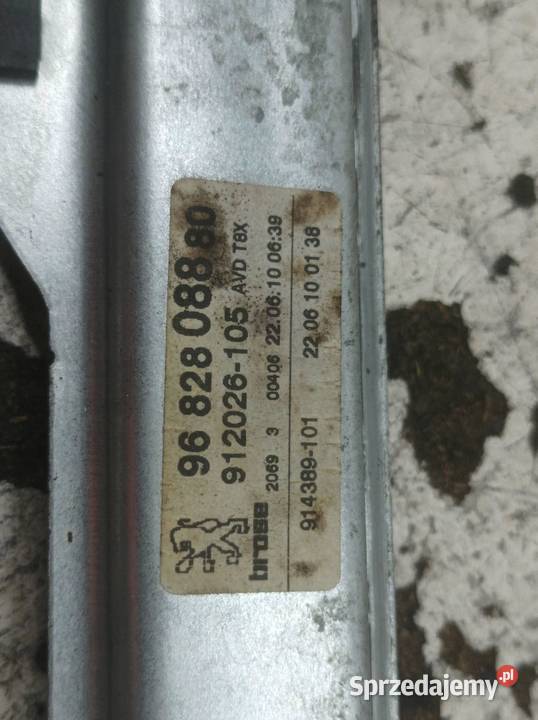 96 828 088 80
912026-105 AVD T8X
brose 2069 3 00406 22.06.10 06:39
914389-101 22 06 10 01 38
Sprzedajemy.pl